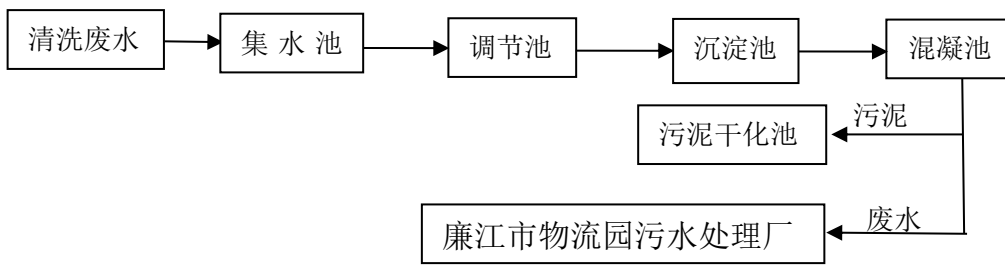 清洗废水
集 水 池
调节池
沉淀池
混凝池
污泥
污泥干化池
废水
廉江市物流园污水处理厂